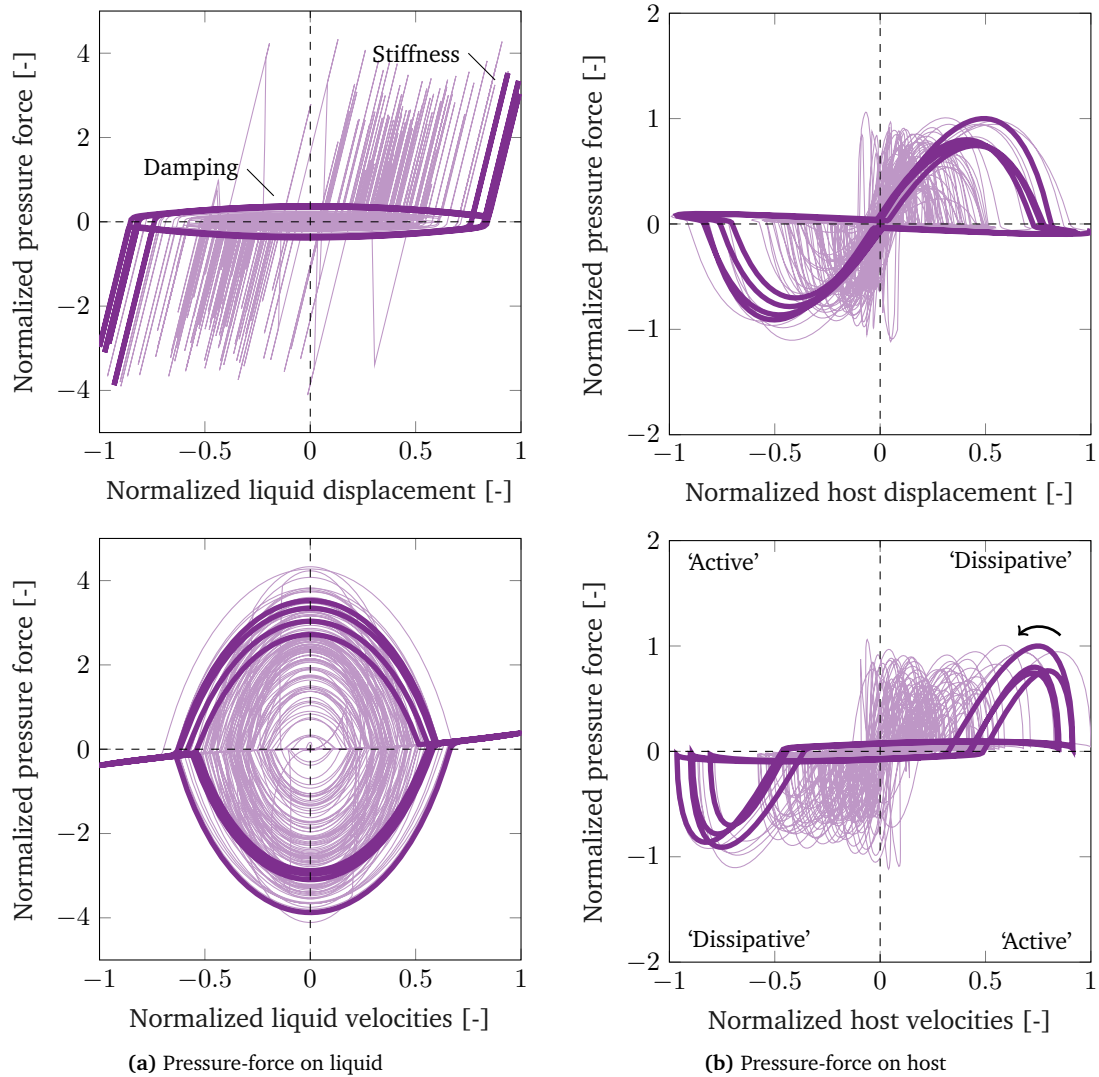 4
2
0
−2
−4
−1
−0.5
0
0.5
1
Stiffness
Damping
Normalized pressure force [-]
Normalized liquid displacement [-]
2
1
0
−1
−2
−1
−0.5
0
0.5
1
Normalized pressure force [-]
Normalized host displacement [-]
4
2
0
−2
−4
−1
−0.5
0
0.5
1
Normalized pressure force [-]
Normalized liquid velocities [-]
(a) Pressure-force on liquid
2
1
0
−1
−2
−1
−0.5
0
0.5
1
‘Active’
‘Dissipative’
‘Dissipative’
‘Active’
Normalized pressure force [-]
Normalized host velocities [-]
(b) Pressure-force on host